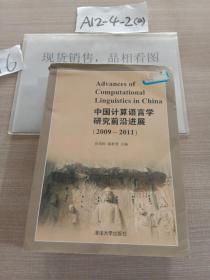 A12-4-2(a)
6
现货销售，品相看图
Advances of
Computational
Linguistics in China
中国计算语言学
研究前沿进展
(2009－2011)
主编
清华大学出版社